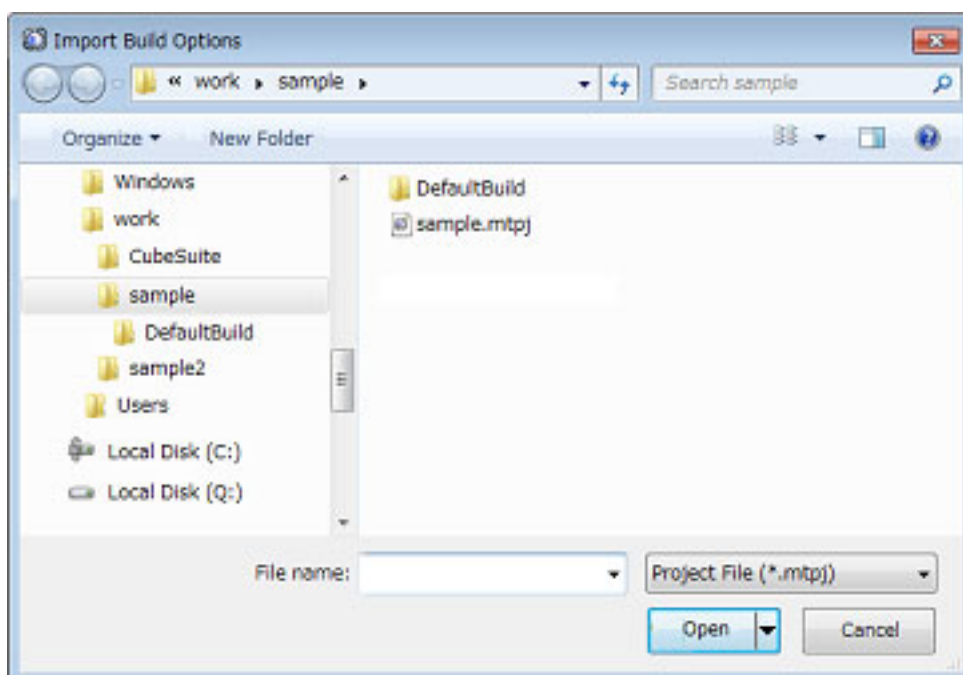 Import Build Options
« work ▸ sample ▸ Search sample
Organize New Folder
Windows
work
CubeSuite
sample
DefaultBuild
sample2
Users
Local Disk (C:)
Local Disk (Q:)
DefaultBuild
sample.mtpj
File name: Project File (*.mtpj)
Open Cancel